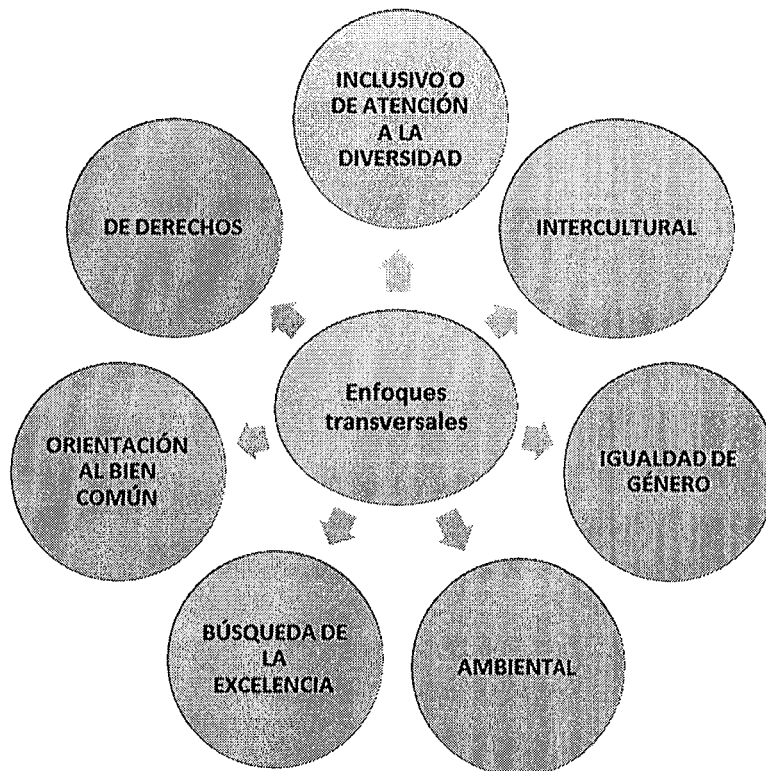 INCLUSIVO O
DE ATENCIÓN
A LA
DIVERSIDAD
DE DERECHOS
INTERCULTURAL
Enfoques
transversales
ORIENTACIÓN
AL BIEN
COMÚN
IGUALDAD DE
GÉNERO
BÚSQUEDA DE
LA
EXCELENCIA
AMBIENTAL